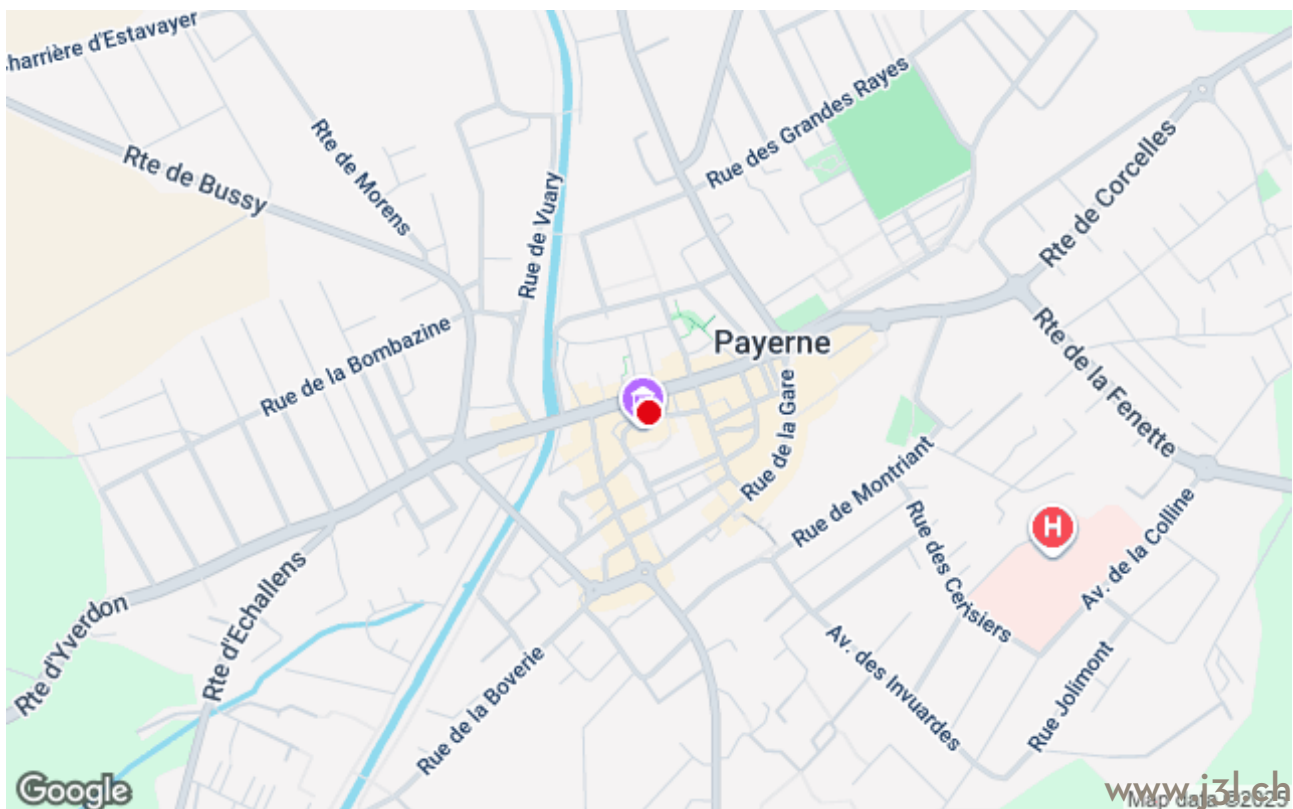 Charrière d'Estavayer
Rte de Bussy
Rte de Morens
Rue de Vuary
Rue des Grandes Rayes
Rte de Corcelles
Rue de la Bombazine
Payerne
Rte de la Fenette
Rue de la Gare
Rue de Montriant
H
Rue des Cerisiers
Av. de la Colline
Rte d'Yverdon
Rte d'Echallens
Rue de la Boverie
Av. des Invuardes
Rue Jolimont
Google
www.j3l.ch
Map data ©2025